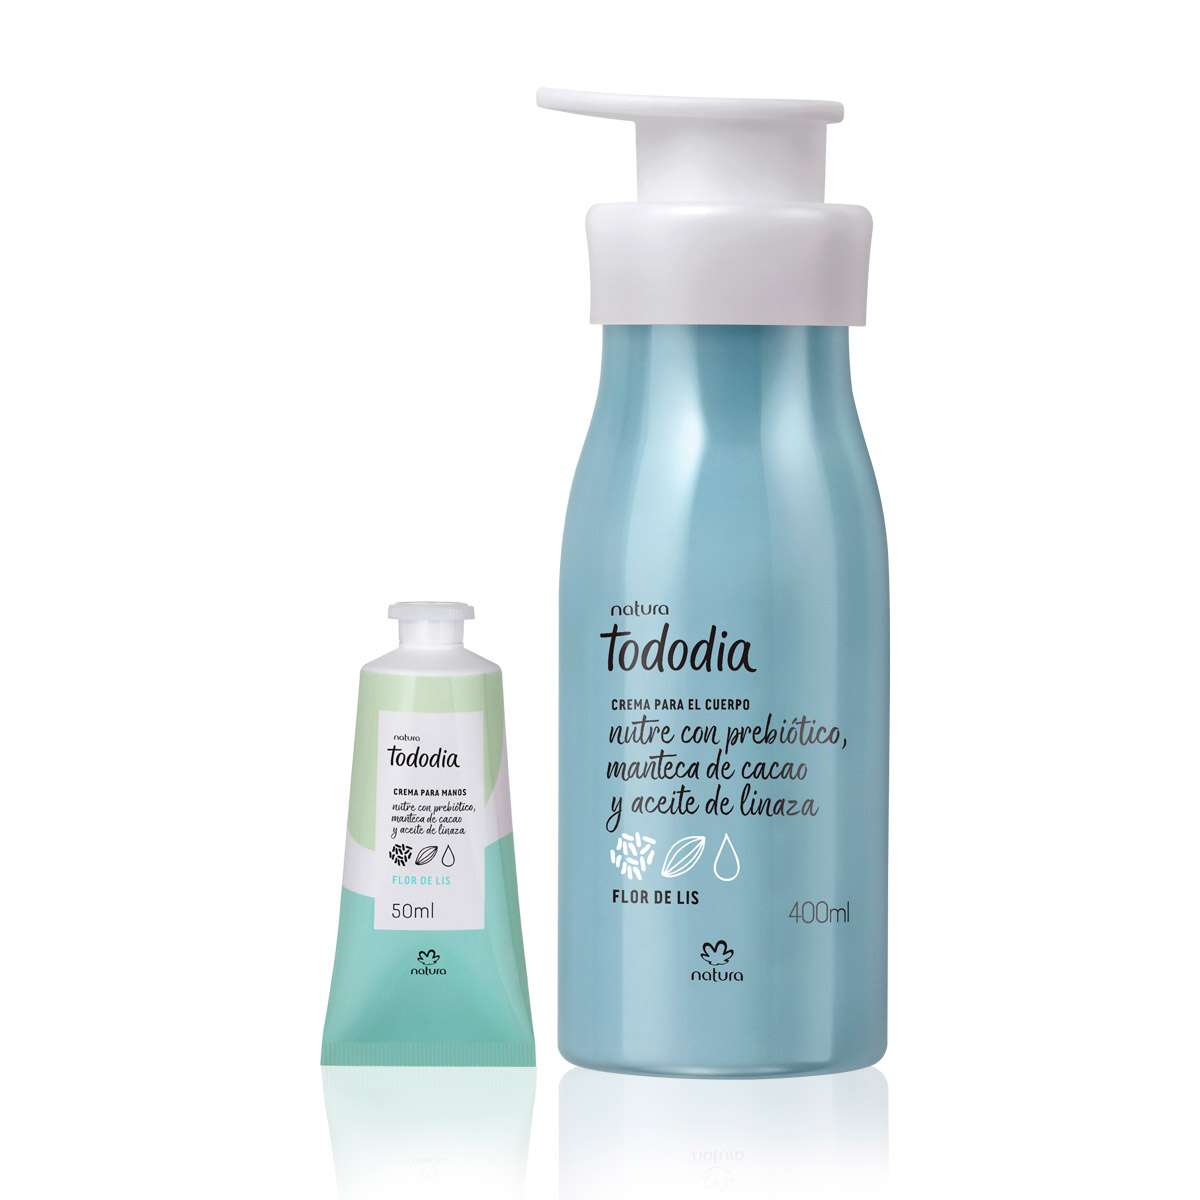 natura
Tododia
CREMA PARA MANOS
nutre con prebiótico,
manteca de cacao
y aceite de linaza
FLOR DE LIS
50ml
natura
natura
Tododia
CREMA PARA EL CUERPO
nutre con prebiótico,
manteca de cacao
y aceite de linaza
FLOR DE LIS
400ml
natura